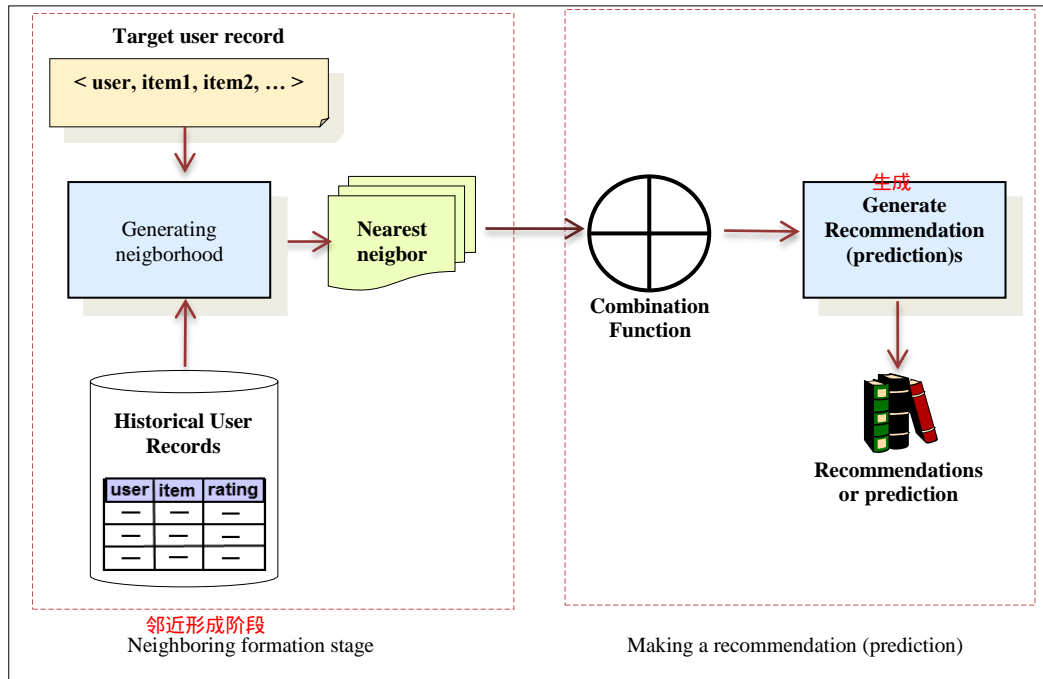 Target user record
< user, item1, item2, … >
Generating
neigborhood
Nearest
neigbor
Historical User
Records
user item rating
邻近形成阶段
Neighboring formation stage
Combination
Function
生成
Generate
Recommendation
(prediction)s
Recommendations
or prediction
Making a recommendation (prediction)